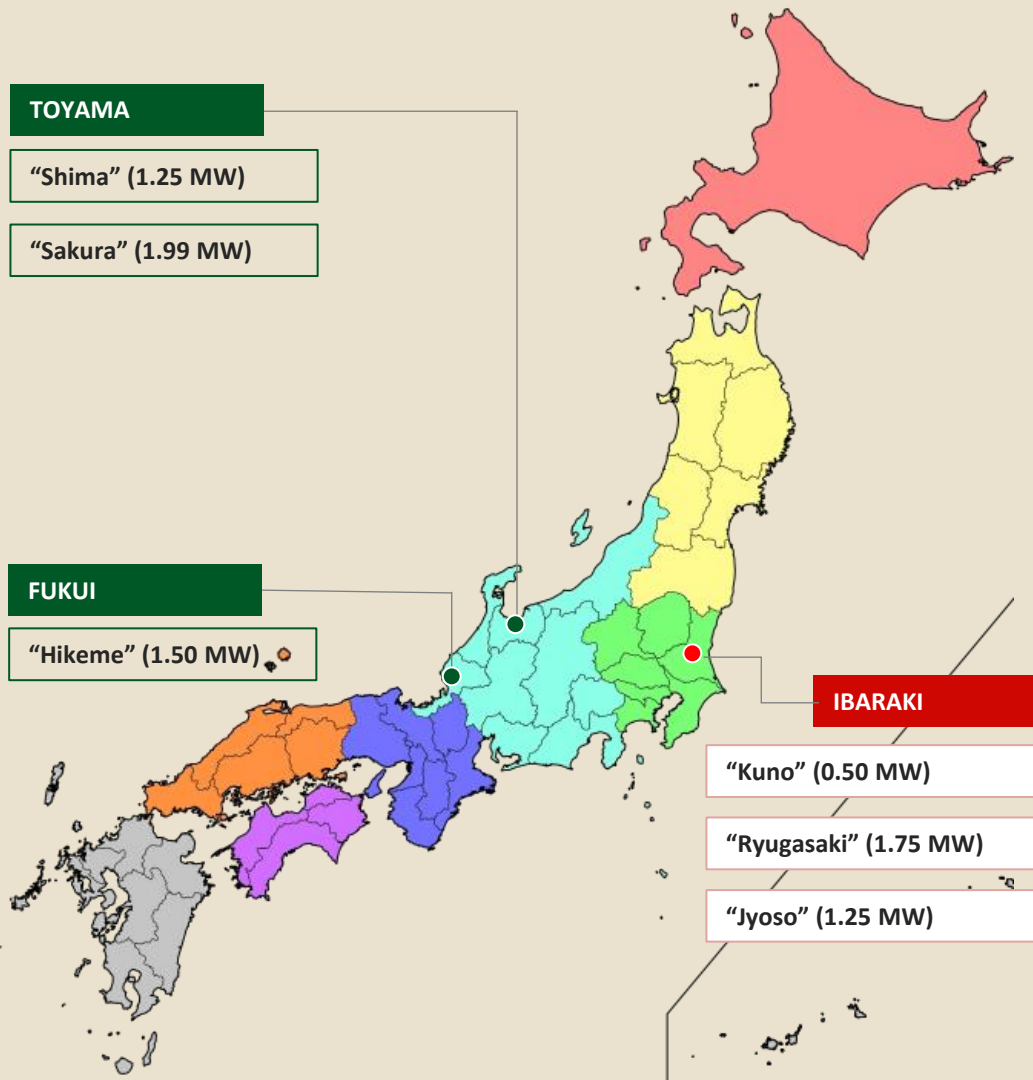 TOYAMA
“Shima” (1.25 MW)
“Sakura” (1.99 MW)
FUKUI
“Hikeme” (1.50 MW)
IBARAKI
“Kuno” (0.50 MW)
“Ryugasaki” (1.75 MW)
“Jyoso” (1.25 MW)